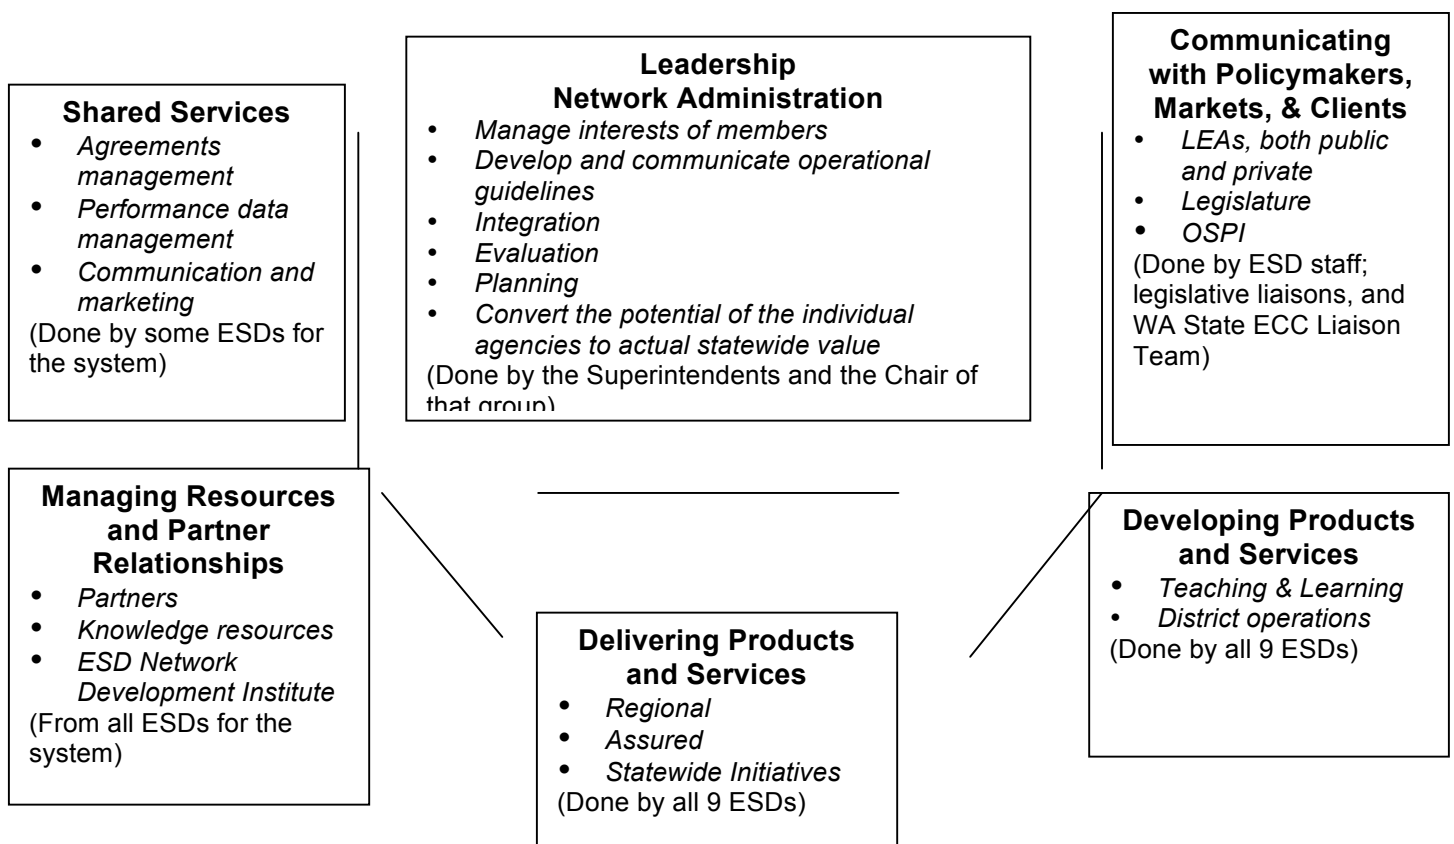 Shared Services
• Agreements
management
• Performance data
management
• Communication and
marketing
(Done by some ESDs for
the system)
Leadership
Network Administration
• Manage interests of members
• Develop and communicate operational
guidelines
• Integration
• Evaluation
• Planning
• Convert the potential of the individual
agencies to actual statewide value
(Done by the Superintendents and the Chair of
that group)
Communicating
with Policymakers,
Markets, & Clients
• LEAs, both public
and private
• Legislature
• OSPI
(Done by ESD staff;
legislative liaisons, and
WA State ECC Liaison
Team)
Managing Resources
and Partner
Relationships
• Partners
• Knowledge resources
• ESD Network
Development Institute
(From all ESDs for the
system)
Delivering Products
and Services
• Regional
• Assured
• Statewide Initiatives
(Done by all 9 ESDs)
Developing Products
and Services
• Teaching & Learning
• District operations
(Done by all 9 ESDs)